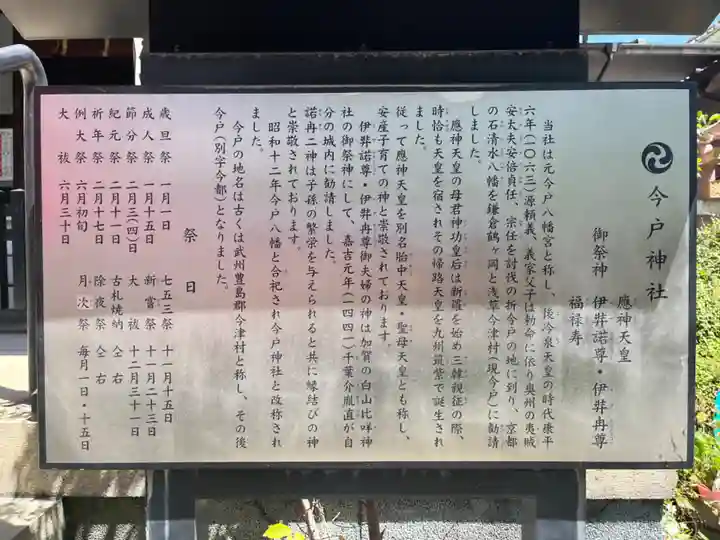 今戸神社
御祭神
應神天皇
伊弉諾尊・伊弉冉尊
福禄寿
当社は元今戸八幡宮と称し、後冷泉天皇の時代康平
六年(一〇六三)源頼義、義家父子は勅命に依り奥州の夷賊
安太夫安倍貞任、宗任を討伐の折今戸の地に到り、京都
の石清水八幡を鎌倉鶴ヶ岡と浅草今津村(現今戸)に勧請
しました。
應神天皇の母君神功皇后は新羅を始め三韓親征の際、
時恰も天皇を宿されその帰路天皇を九州筑紫で誕生され
ました。
従って應神天皇を別名胎中天皇・聖母天皇とも称し、
安産子育ての神と崇敬されております。
伊弉諾尊・伊弉冉尊御夫婦の神は加賀の白山比咩神
社の御祭神にして、嘉吉元年(一四四一)千葉介胤直が自
分の城内に勧請しました。
諾冉二神は子孫の繁栄を与えられると共に縁結びの神
と崇敬されております。
昭和十二年今戸八幡と合祀され今戸神社と改称され
ました。
今戸の地名は古くは武州豊島郡今津村と称し、その後
今戸(別字今都)となりました。
祭日
歳旦祭 一月一日
成人祭 一月十五日
節分祭 二月三(四)日
紀元祭 二月十一日
祈年祭 二月十七日
例大祭 六月初旬
大祓 六月三十日
七五三祭 十一月十五日
新嘗祭 十一月二十三日
大祓 十二月三十一日
古札焼納 仝右
除夜祭 仝右
月次祭 毎月一日・十五日